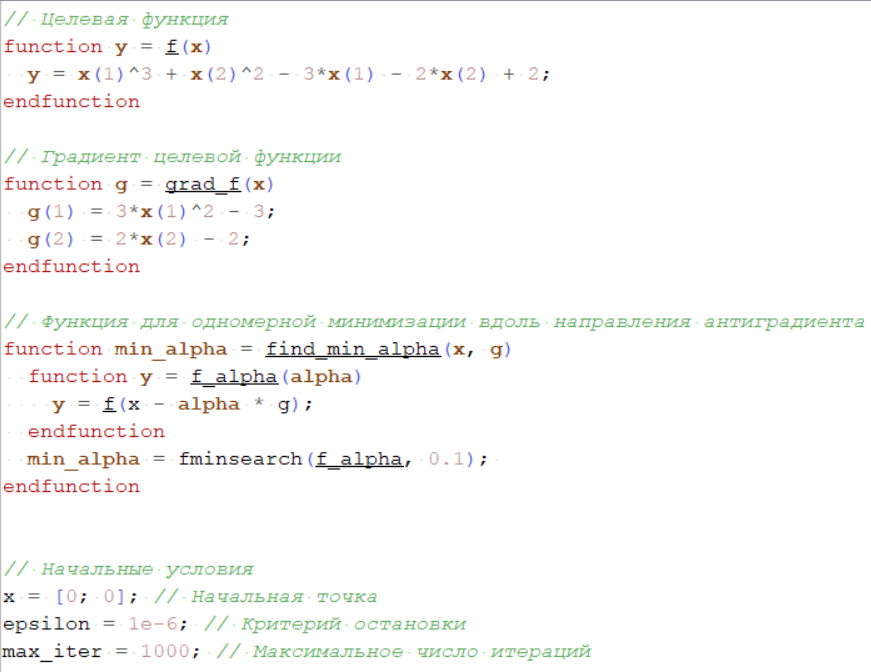 // Целевая функция
function y = f(x)
y = x(1)^3 + x(2)^2 - 3*x(1) - 2*x(2) + 2;
endfunction
// Градиент целевой функции
function g = grad_f(x)
g(1) = 3*x(1)^2 - 3;
g(2) = 2*x(2) - 2;
endfunction
// Функция для одномерной минимизации вдоль направления антиградиента
function min_alpha = find_min_alpha(x, g)
function y = f_alpha(alpha)
y = f(x - alpha * g);
endfunction
min_alpha = fminsearch(f_alpha, 0.1);
endfunction
// Начальные условия
x = [0; 0]; // Начальная точка
epsilon = 1e-6; // Критерий остановки
max_iter = 1000; // Максимальное число итераций